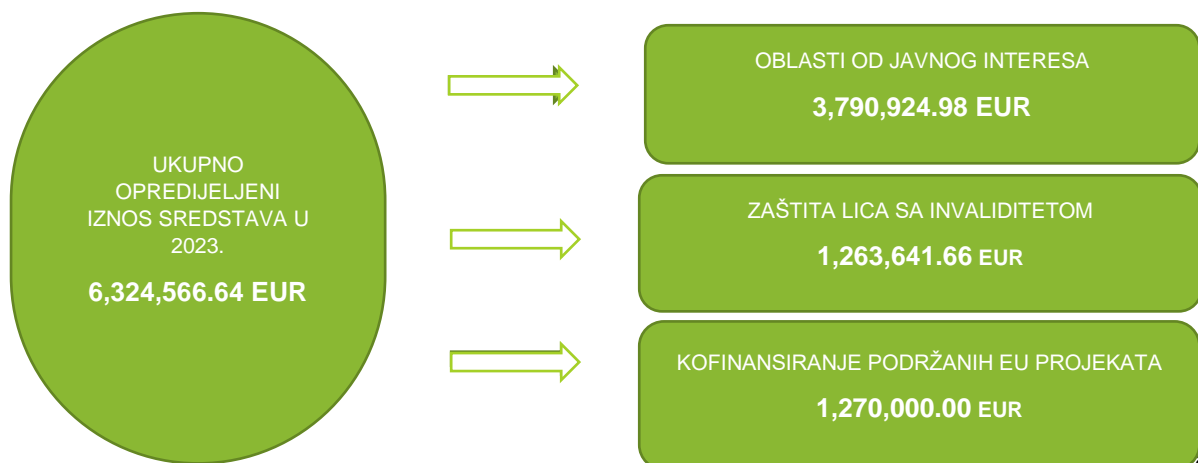 UKUPNO
OPREDIJELJENI
IZNOS SREDSTAVA U
2023.
6,324,566.64 EUR
OBLASTI OD JAVNOG INTERESA
3,790,924.98 EUR
ZAŠTITA LICA SA INVALIDITETOM
1,263,641.66 EUR
KOFINANSIRANJE PODRŽANIH EU PROJEKATA
1,270,000.00 EUR